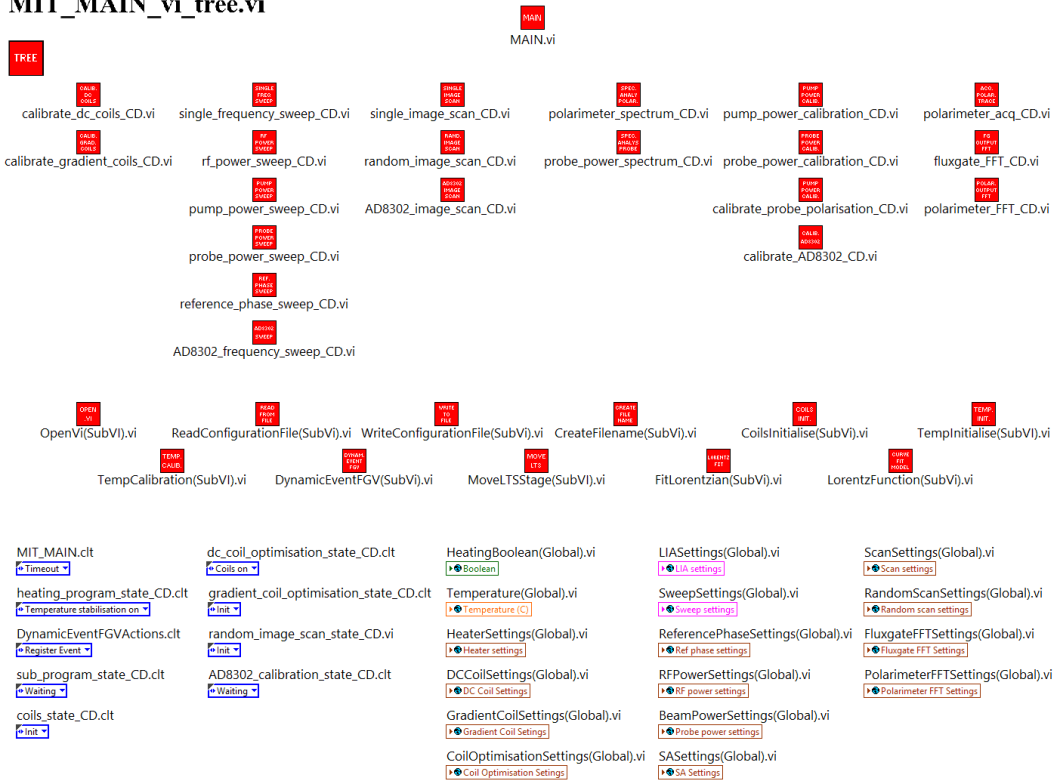 MIT_MAIN_vi_tree.vi
MAIN
MAIN.vi
TREE
CALIB. DC COILS
SINGLE FREQ SWEEP
SINGLE IMAGE SCAN
SPEC. ANALY POLAR.
PUMP POWER CALIB.
ACQ. POLAR. TRACE
calibrate_dc_coils_CD.vi
single_frequency_sweep_CD.vi
single_image_scan_CD.vi
polarimeter_spectrum_CD.vi
pump_power_calibration_CD.vi
polarimeter_acq_CD.vi
CALIB. GRAD. COILS
RF POWER SWEEP
RAND. IMAGE SCAN
SPEC. ANALYS PROBE
PROBE POWER CALIB.
FG OUTPUT FFT
calibrate_gradient_coils_CD.vi
rf_power_sweep_CD.vi
random_image_scan_CD.vi
probe_power_spectrum_CD.vi
probe_power_calibration_CD.vi
fluxgate_FFT_CD.vi
PUMP POWER SWEEP
AD8302 IMAGE SCAN
PUMP POWER CALIB.
POLAR. OUTPUT FFT
pump_power_sweep_CD.vi
AD8302_image_scan_CD.vi
calibrate_probe_polarisation_CD.vi
polarimeter_FFT_CD.vi
PROBE POWER SWEEP
CALIB. AD8302
probe_power_sweep_CD.vi
calibrate_AD8302_CD.vi
REF. PHASE SWEEP
reference_phase_sweep_CD.vi
AD8302 SWEEP
AD8302_frequency_sweep_CD.vi
OPEN .VI
READ FROM FILE
WRITE TO FILE
CREATE FILE NAME
COILS INIT.
TEMP. INIT.
OpenVi(SubVI).vi
ReadConfigurationFile(SubVi).vi
WriteConfigurationFile(SubVi).vi
CreateFilename(SubVi).vi
CoilsInitialise(SubVi).vi
TempInitialise(SubVI).vi
TEMP. CALIB.
DYNAM. EVENT FGV
MOVE LTS
LORENTZ FIT
CURVE FIT MODEL
TempCalibration(SubVI).vi
DynamicEventFGV(SubVi).vi
MoveLTSStage(SubVI).vi
FitLorentzian(SubVi).vi
LorentzFunction(SubVi).vi
MIT_MAIN.clt
dc_coil_optimisation_state_CD.clt
HeatingBoolean(Global).vi
LIASettings(Global).vi
ScanSettings(Global).vi
Timeout
Coils on
Boolean
LIA settings
Scan settings
heating_program_state_CD.clt
gradient_coil_optimisation_state_CD.clt
Temperature(Global).vi
SweepSettings(Global).vi
RandomScanSettings(Global).vi
Temperature stabilisation on
Init
Temperature (C)
Sweep settings
Random scan settings
DynamicEventFGVActions.clt
random_image_scan_state_CD.vi
HeaterSettings(Global).vi
ReferencePhaseSettings(Global).vi
FluxgateFFTSettings(Global).vi
Register Event
Init
Heater settings
Ref phase settings
Fluxgate FFT Settings
sub_program_state_CD.clt
AD8302_calibration_state_CD.clt
DCCoilSettings(Global).vi
RFPowerSettings(Global).vi
PolarimeterFFTSettings(Global).vi
Waiting
Waiting
DC Coil Settings
RF power settings
Polarimeter FFT Settings
coils_state_CD.clt
GradientCoilSettings(Global).vi
BeamPowerSettings(Global).vi
Init
Gradient Coil Setings
Probe power settings
CoilOptimisationSettings(Global).vi
SASettings(Global).vi
Coil Optimisation Setings
SA Settings